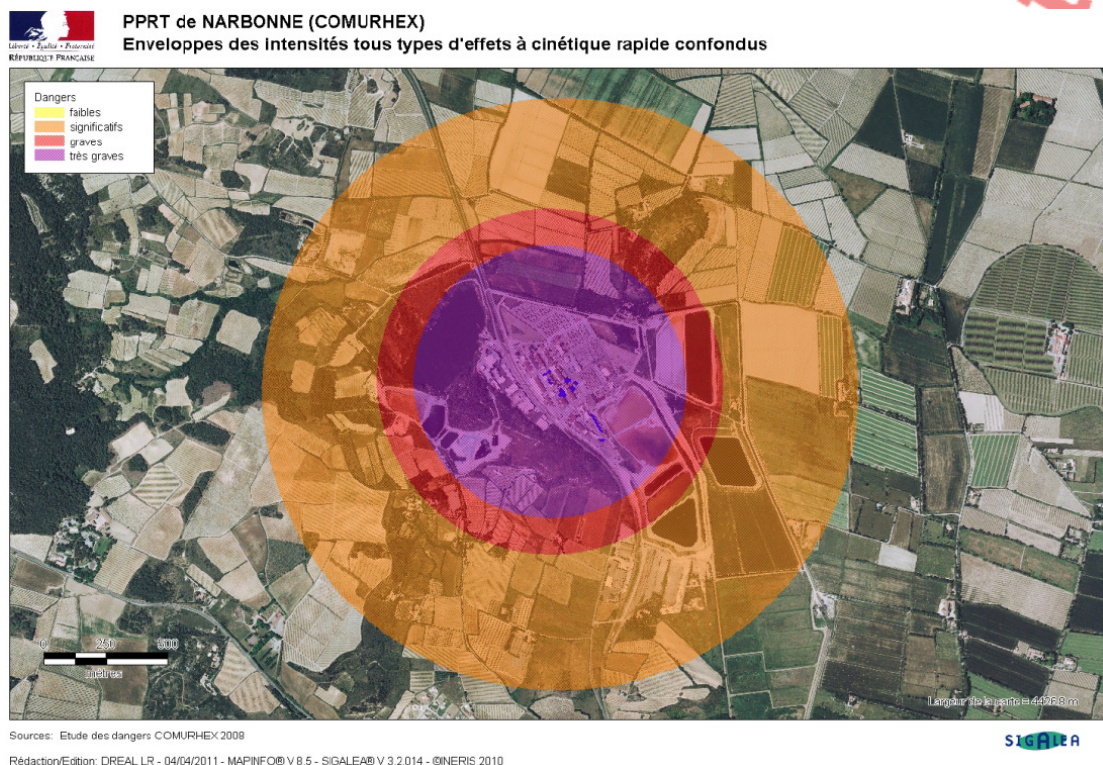 PPRT de NARBONNE (COMURHEX)
Enveloppes des intensités tous types d'effets à cinétique rapide confondus
Liberté • Égalité • Fraternité
RÉPUBLIQUE FRANÇAISE
Dangers
faibles
significatifs
graves
très graves
0 250 500
mètres
Largeur de la carte = 4426.8 m
Sources: Etude des dangers COMURHEX 2008
SIGALEA
Rédaction/Edition: DREAL LR - 04/04/2011 - MAPINFO® V 8.5 - SIGALEA® V 3.2.014 - ©INERIS 2010